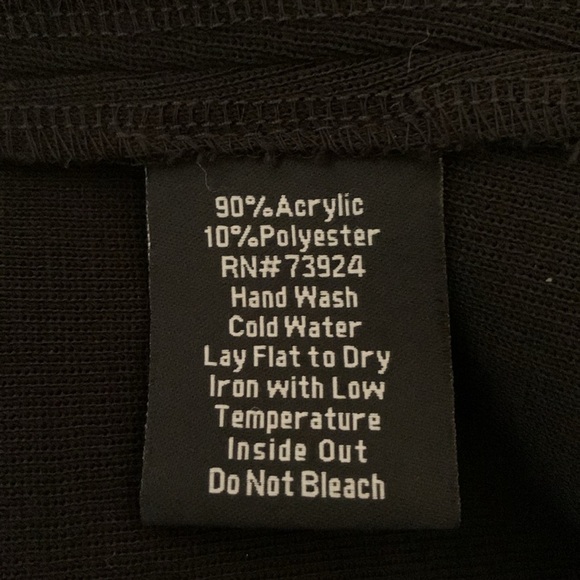 90%Acrylic
10%Polyester
RN#73924
Hand Wash
Cold Water
Lay Flat to Dry
Iron with Low
Temperature
Inside Out
Do Not Bleach